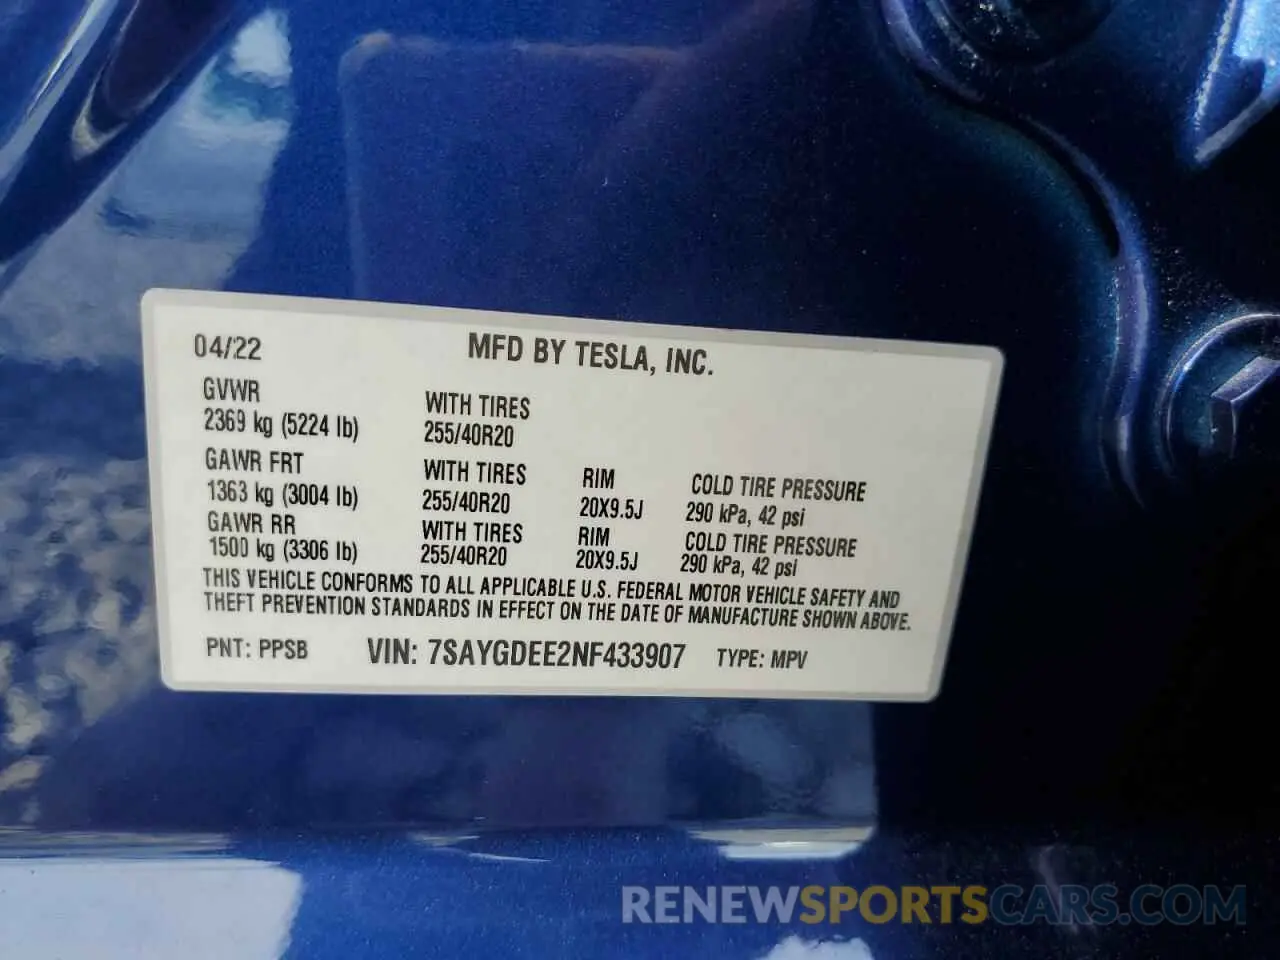 04/22 MFD BY TESLA, INC.
GVWR
2369 kg (5224 lb) WITH TIRES 255/40R20
GAWR FRT WITH TIRES RIM COLD TIRE PRESSURE
1363 kg (3004 lb) 255/40R20 20X9.5J 290 kPa, 42 psi
GAWR RR WITH TIRES RIM COLD TIRE PRESSURE
1500 kg (3306 lb) 255/40R20 20X9.5J 290 kPa, 42 psi
THIS VEHICLE CONFORMS TO ALL APPLICABLE U.S. FEDERAL MOTOR VEHICLE SAFETY AND
THEFT PREVENTION STANDARDS IN EFFECT ON THE DATE OF MANUFACTURE SHOWN ABOVE.
PNT: PPSB VIN: 7SAYGDEE2NF433907 TYPE: MPV
RENEWSPORTSCARS.COM